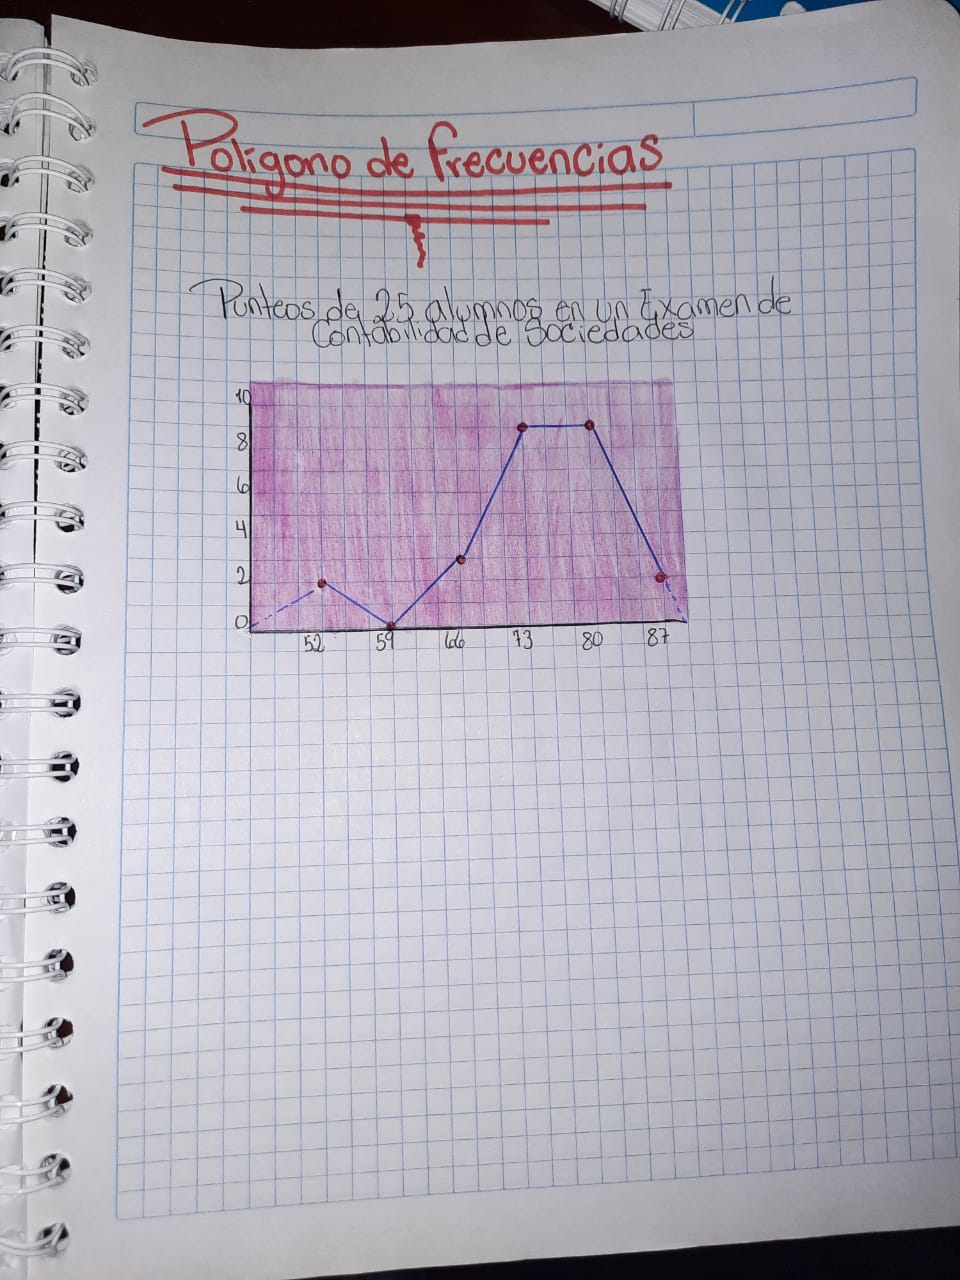 Polígono de frecuencias
Punteos de 25 alumnos en un Examen de
Contabilidad de Sociedades
10
8
6
4
2
0
52 59 66 73 80 87